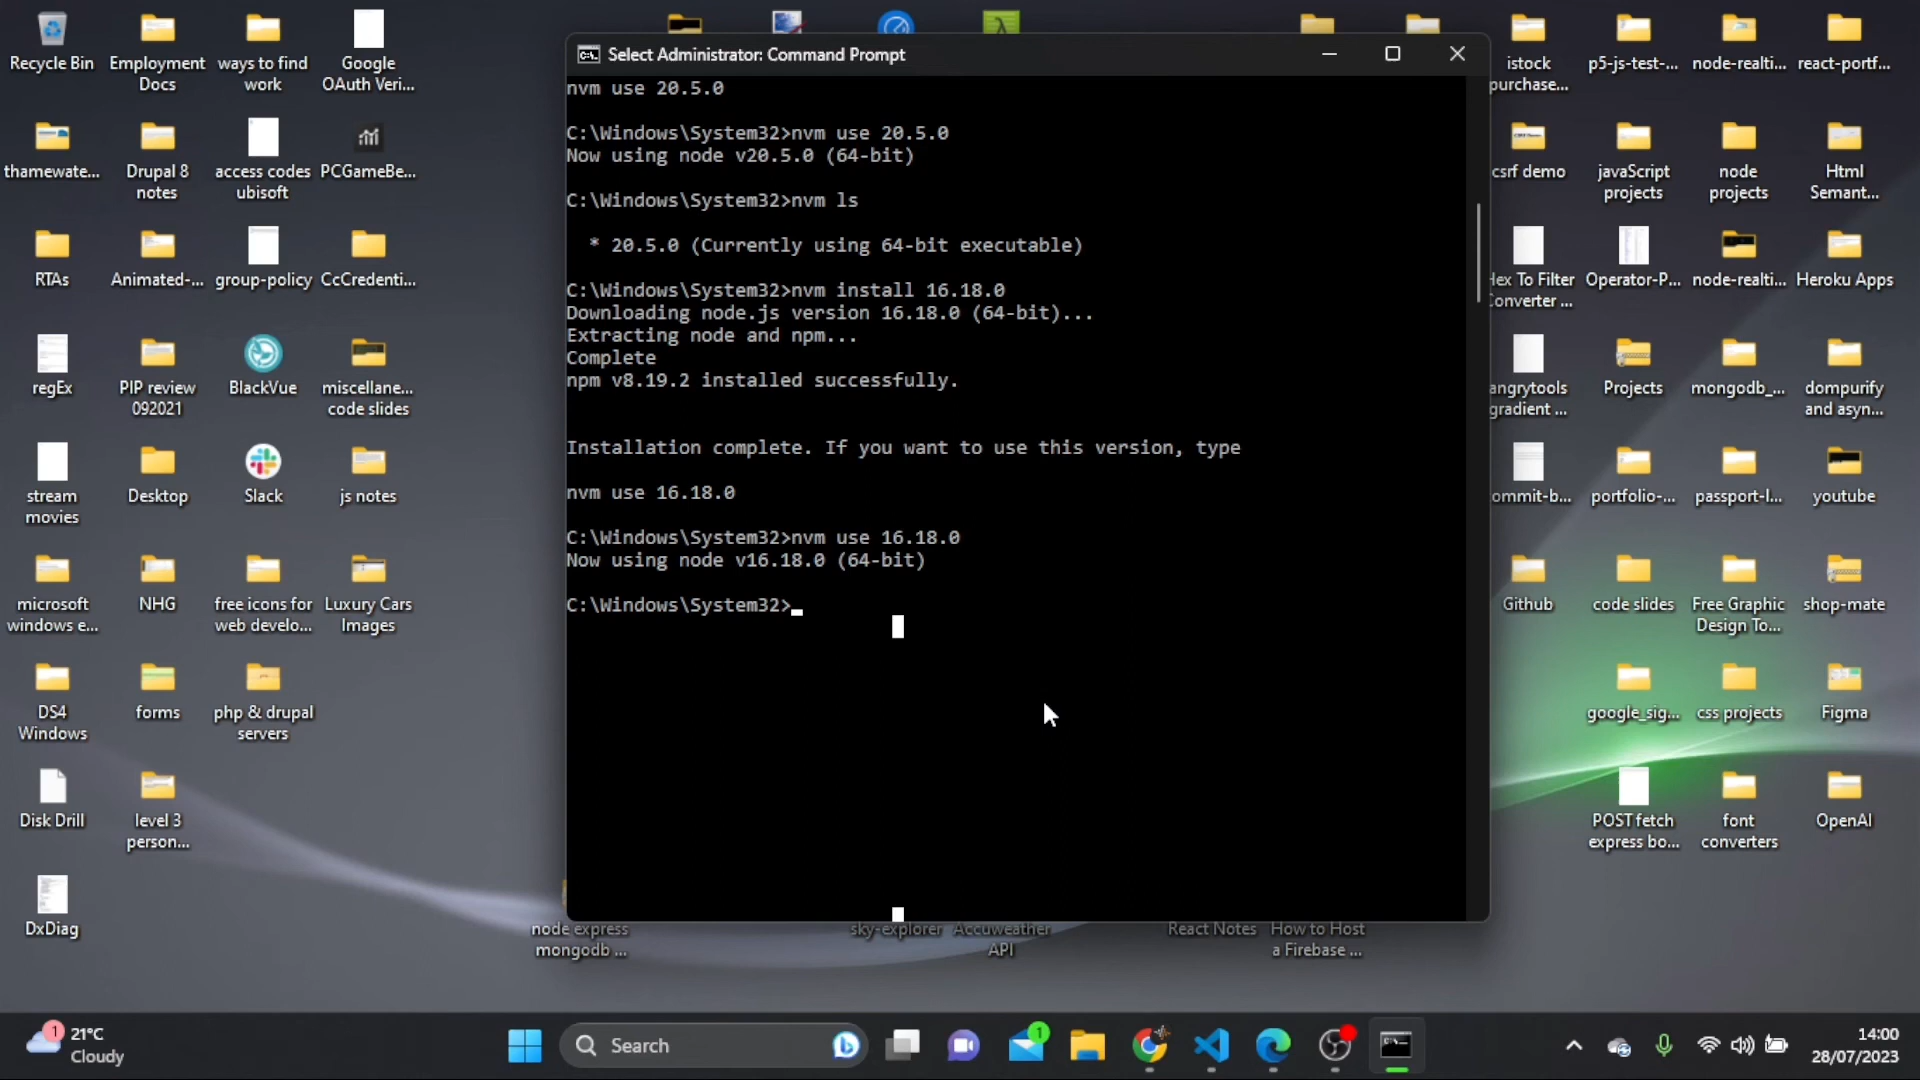 Select Administrator: Command Prompt
nvm use 20.5.0
C:\Windows\System32>nvm use 20.5.0
Now using node v20.5.0 (64-bit)
C:\Windows\System32>nvm ls
* 20.5.0 (Currently using 64-bit executable)
C:\Windows\System32>nvm install 16.18.0
Downloading node.js version 16.18.0 (64-bit)...
Extracting node and npm...
Complete
npm v8.19.2 installed successfully.
Installation complete. If you want to use this version, type
nvm use 16.18.0
C:\Windows\System32>nvm use 16.18.0
Now using node v16.18.0 (64-bit)
C:\Windows\System32>
Recycle Bin
Employment
Docs
ways to find
work
Google
OAuth Veri...
thamewate...
Drupal 8
notes
access codes
ubisoft
PCGameBe...
RTAs
Animated-...
group-policy
CcCredenti...
regEx
PIP review
092021
BlackVue
miscellane...
code slides
stream
movies
Desktop
Slack
js notes
microsoft
windows e...
NHG
free icons for
web develo...
Luxury Cars
Images
DS4
Windows
forms
php & drupal
servers
Disk Drill
level 3
person...
DxDiag
node express
mongodb ...
sky-explorer
Accuweather
API
React Notes
How to Host
a Firebase ...
istock
purchase...
p5-js-test-...
node-realti...
react-portf...
csrf demo
javaScript
projects
node
projects
Html
Semant...
Hex To Filter
Converter ...
Operator-P...
node-realti...
Heroku Apps
angrytools
gradient ...
Projects
mongodb_...
dompurify
and asyn...
ommit-b...
portfolio-...
passport-l...
youtube
Github
code slides
Free Graphic
Design To...
shop-mate
google_sig...
css projects
Figma
POST fetch
express bo...
font
converters
OpenAI
1
21°C
Cloudy
Search
1
14:00
28/07/2023